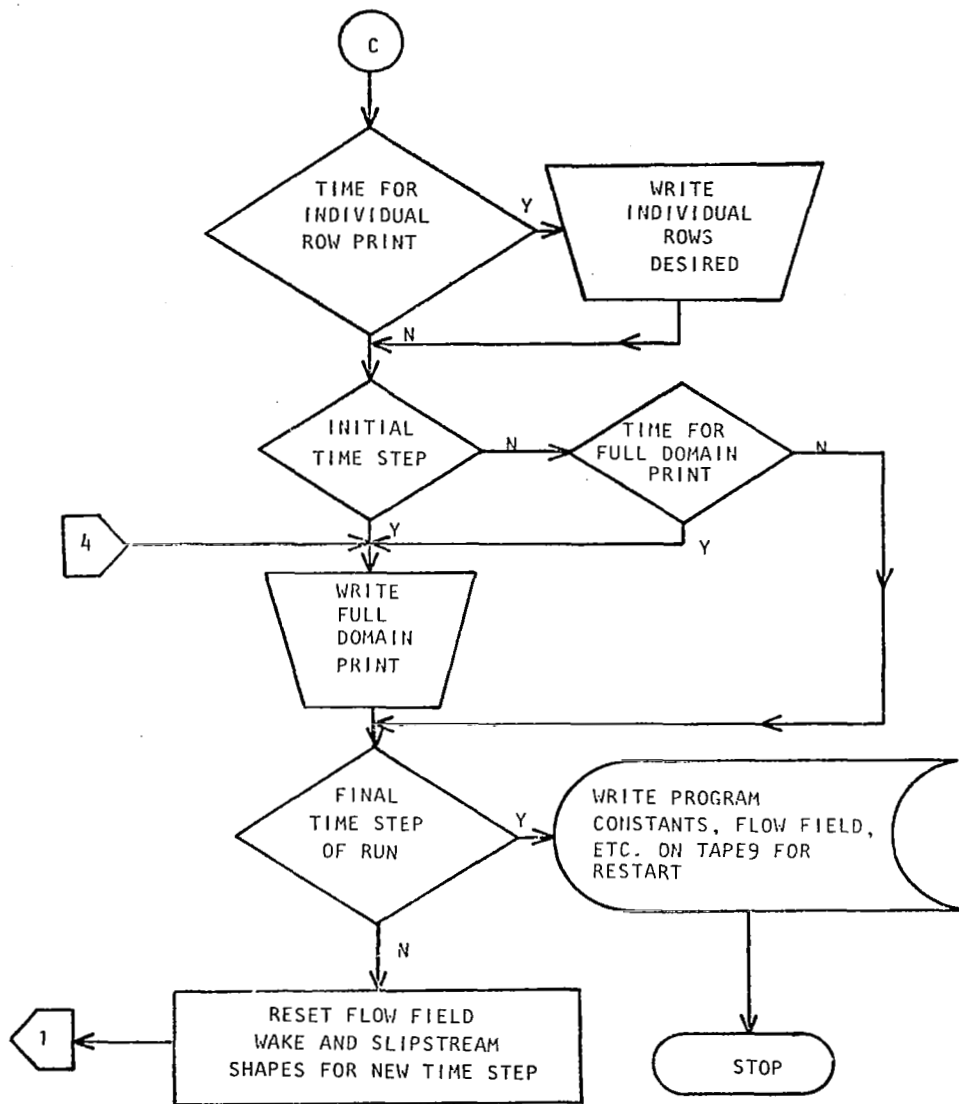 C
TIME FOR
INDIVIDUAL
ROW PRINT
Y
WRITE
INDIVIDUAL
ROWS
DESIRED
N
INITIAL
TIME STEP
N
TIME FOR
FULL DOMAIN
PRINT
N
4
Y
Y
WRITE
FULL
DOMAIN
PRINT
FINAL
TIME STEP
OF RUN
Y
WRITE PROGRAM
CONSTANTS, FLOW FIELD,
ETC. ON TAPE9 FOR
RESTART
N
1
RESET FLOW FIELD
WAKE AND SLIPSTREAM
SHAPES FOR NEW TIME STEP
STOP